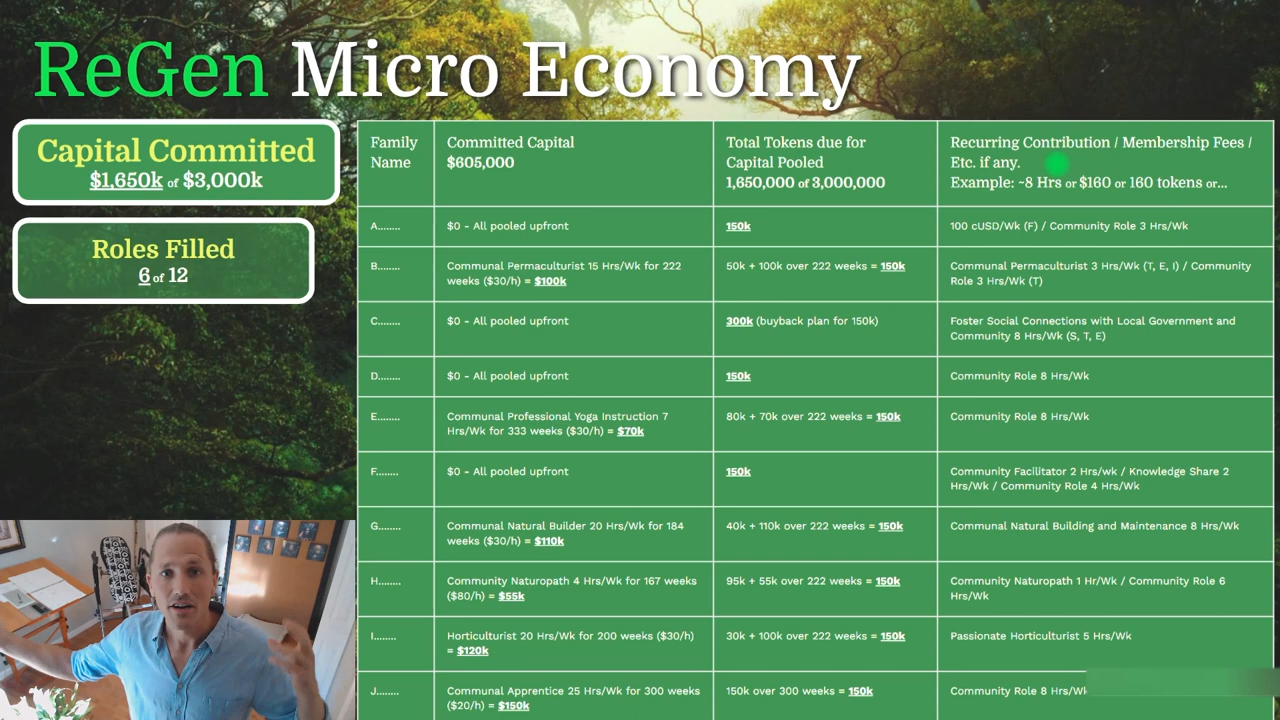 ReGen Micro Economy
Capital Committed
$1,650k of $3,000k
Roles Filled
6 of 12
Family
Name
Committed Capital
$605,000
Total Tokens due for
Capital Pooled
1,650,000 of 3,000,000
Recurring Contribution / Membership Fees /
Etc. if any.
Example: ~8 Hrs or $160 or 160 tokens or...
A........
$0 - All pooled upfront
150k
100 cUSD/Wk (F) / Community Role 3 Hrs/Wk
B........
Communal Permaculturist 15 Hrs/Wk for 222
weeks ($30/h) = $100k
50k + 100k over 222 weeks = 150k
Communal Permaculturist 3 Hrs/Wk (T, E, I) / Community
Role 3 Hrs/Wk (T)
C........
$0 - All pooled upfront
300k (buyback plan for 150k)
Foster Social Connections with Local Government and
Community 8 Hrs/Wk (S, T, E)
D........
$0 - All pooled upfront
150k
Community Role 8 Hrs/Wk
E........
Communal Professional Yoga Instruction 7
Hrs/Wk for 333 weeks ($30/h) = $70k
80k + 70k over 222 weeks = 150k
Community Role 8 Hrs/Wk
F........
$0 - All pooled upfront
150k
Community Facilitator 2 Hrs/wk / Knowledge Share 2
Hrs/Wk / Community Role 4 Hrs/Wk
G........
Communal Natural Builder 20 Hrs/Wk for 184
weeks ($30/h) = $110k
40k + 110k over 222 weeks = 150k
Communal Natural Building and Maintenance 8 Hrs/Wk
H........
Community Naturopath 4 Hrs/Wk for 167 weeks
($80/h) = $55k
95k + 55k over 222 weeks = 150k
Community Naturopath 1 Hr/Wk / Community Role 6
Hrs/Wk
I........
Horticulturist 20 Hrs/Wk for 200 weeks ($30/h)
= $120k
30k + 100k over 222 weeks = 150k
Passionate Horticulturist 5 Hrs/Wk
J........
Communal Apprentice 25 Hrs/Wk for 300 weeks
($20/h) = $150k
150k over 300 weeks = 150k
Community Role 8 Hrs/Wk